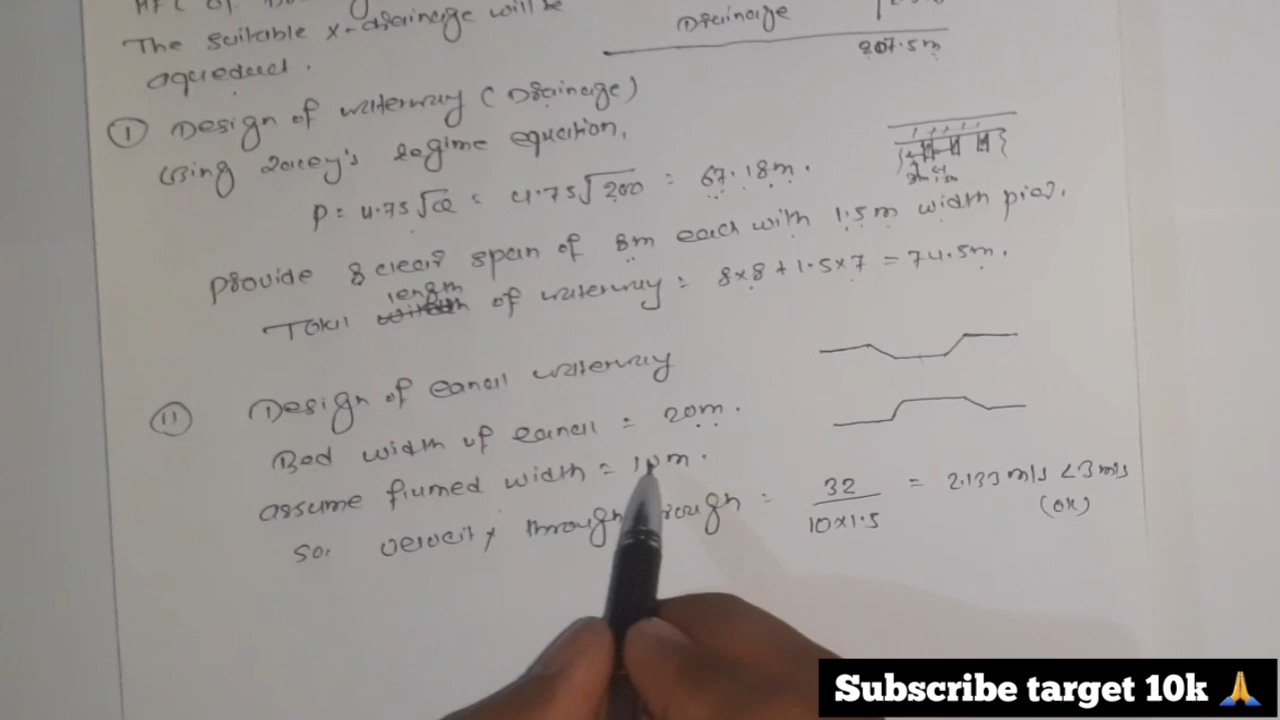 HFL of
The suitable x-drainage will be
aqueduct.
Drainage
207.5m
① Design of waterway (Drainage)
Using Lacey's Regime equation,
P = 4.75√Q = 4.75√200 = 67.18m.
Provide 8 clear span of 8m each with 1.5m width pier.
Total length of waterway = 8×8 + 1.5×7 = 74.5m.
⑪ Design of canal waterway
Bed width of canal = 20m.
assume flumed width = 10m.
So, velocity through trough = 32/10×1.5 = 2.133 m/s < 3 m/s
(OK)
Subscribe target 10k 🙏